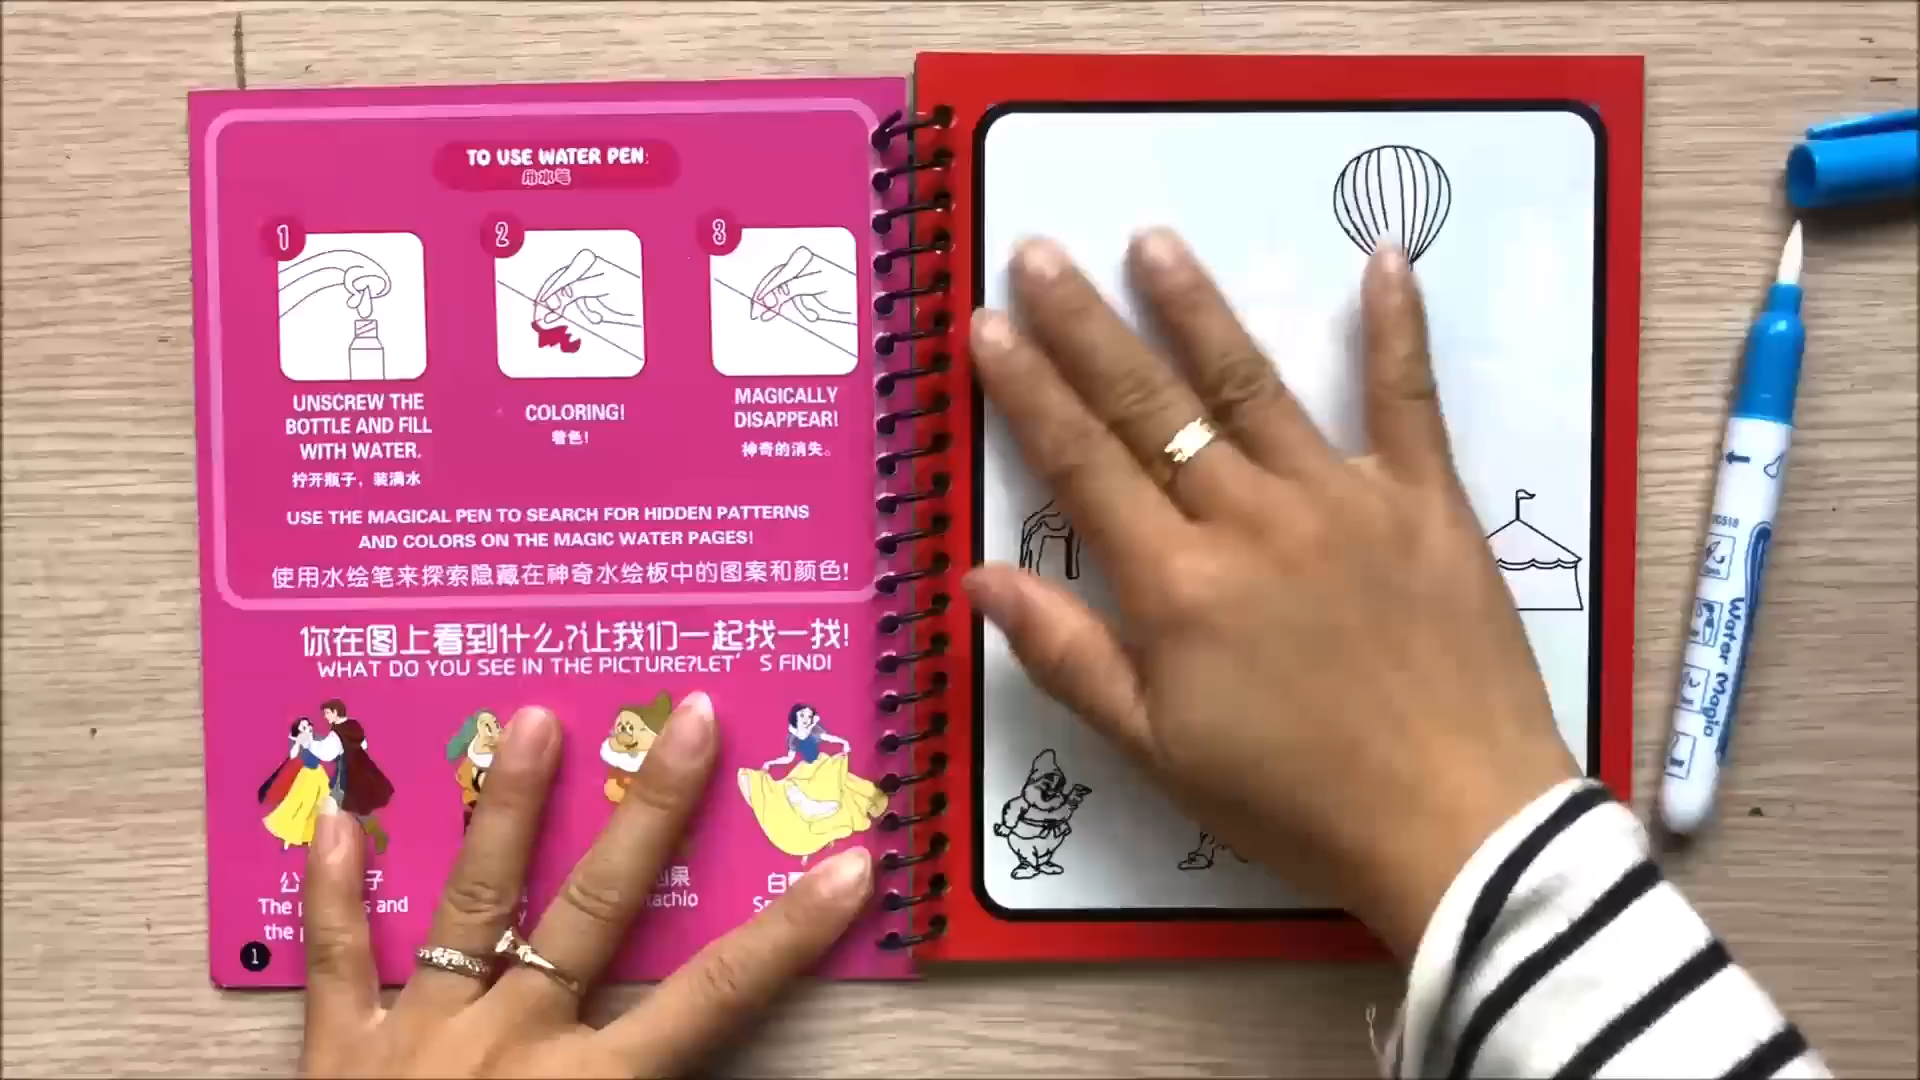 TO USE WATER PEN:
用水笔
1
2
3
UNSCREW THE
BOTTLE AND FILL
WITH WATER.
拧开瓶子，装满水
COLORING!
着色!
MAGICALLY
DISAPPEAR!
神奇的消失。
USE THE MAGICAL PEN TO SEARCH FOR HIDDEN PATTERNS
AND COLORS ON THE MAGIC WATER PAGES!
使用水绘笔来探索隐藏在神奇水绘板中的图案和颜色!
你在图上看到什么?让我们一起找一找!
WHAT DO YOU SEE IN THE PICTURE?LET'S FIND!
公 子
The and
the
果
白
1
Water Magic